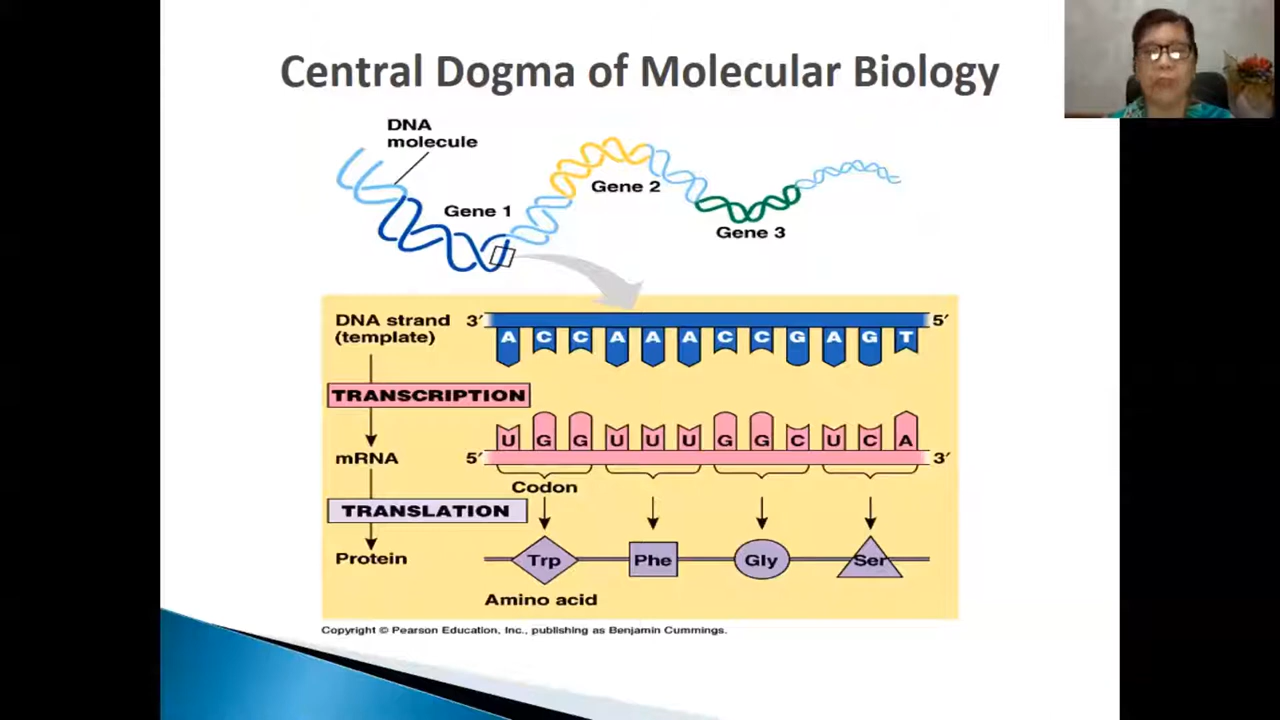 Central Dogma of Molecular Biology
DNA
molecule
Gene 1
Gene 2
Gene 3
DNA strand
(template)
3′ A C C A A A C C G A G T 5′
TRANSCRIPTION
mRNA
5′ U G G U U U G G C U C A 3′
Codon
TRANSLATION
Protein
Trp Phe Gly Ser
Amino acid
Copyright © Pearson Education, Inc., publishing as Benjamin Cummings.